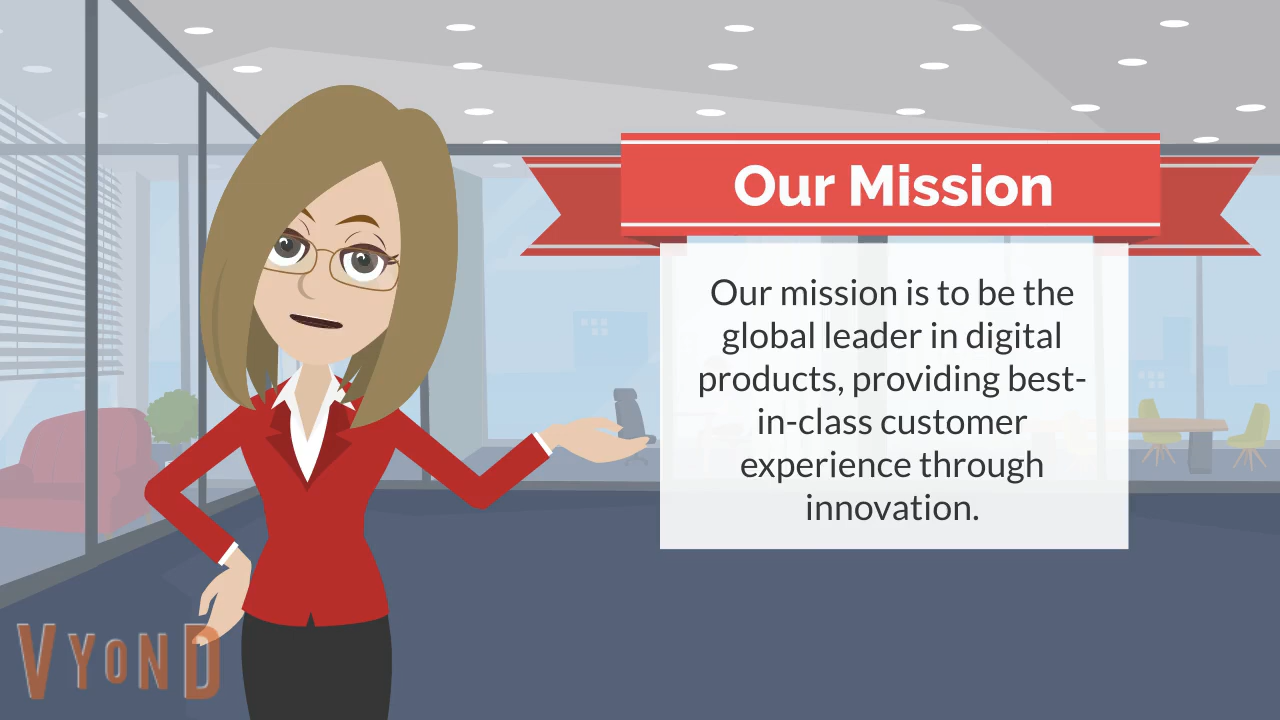 Our Mission
Our mission is to be the
global leader in digital
products, providing best-
in-class customer
experience through
innovation.
VYOND